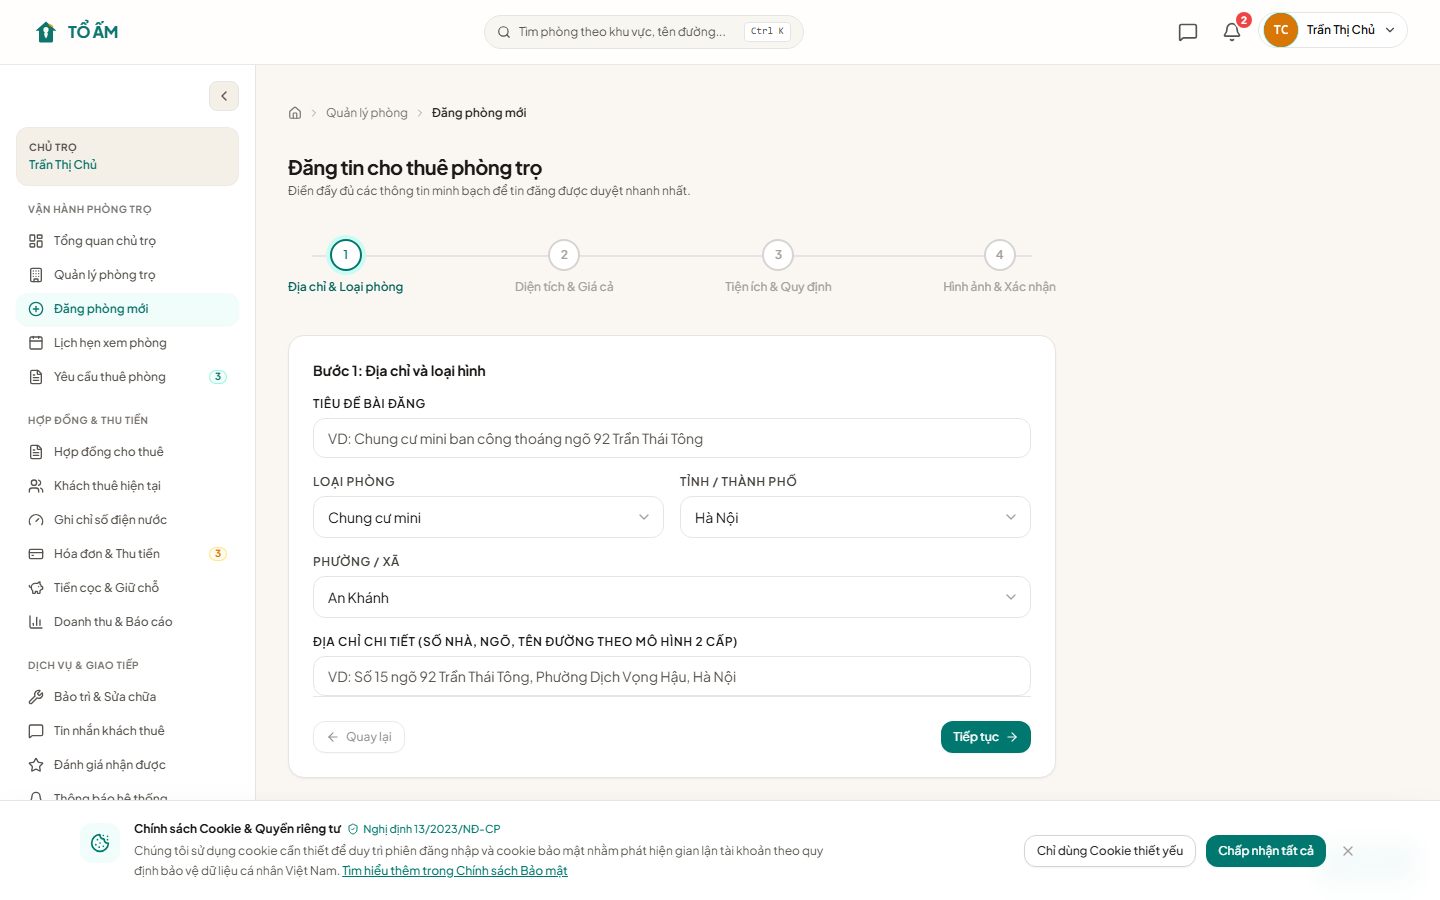 TỔ ẤM
Tìm phòng theo khu vực, tên đường...
Ctrl K
2
TC
Trần Thị Chủ
CHỦ TRỌ
Trần Thị Chủ
VẬN HÀNH PHÒNG TRỌ
Tổng quan chủ trọ
Quản lý phòng trọ
Đăng phòng mới
Lịch hẹn xem phòng
Yêu cầu thuê phòng
3
HỢP ĐỒNG & THU TIỀN
Hợp đồng cho thuê
Khách thuê hiện tại
Ghi chỉ số điện nước
Hóa đơn & Thu tiền
3
Tiền cọc & Giữ chỗ
Doanh thu & Báo cáo
DỊCH VỤ & GIAO TIẾP
Bảo trì & Sửa chữa
Tin nhắn khách thuê
Đánh giá nhận được
Thông báo hệ thống
Quản lý phòng
Đăng phòng mới
Đăng tin cho thuê phòng trọ
Điền đầy đủ các thông tin minh bạch để tin đăng được duyệt nhanh nhất.
1
2
3
4
Địa chỉ & Loại phòng
Diện tích & Giá cả
Tiện ích & Quy định
Hình ảnh & Xác nhận
Bước 1: Địa chỉ và loại hình
TIÊU ĐỀ BÀI ĐĂNG
VD: Chung cư mini ban công thoáng ngõ 92 Trần Thái Tông
LOẠI PHÒNG
TỈNH / THÀNH PHỐ
Chung cư mini
Hà Nội
PHƯỜNG / XÃ
An Khánh
ĐỊA CHỈ CHI TIẾT (SỐ NHÀ, NGÕ, TÊN ĐƯỜNG THEO MÔ HÌNH 2 CẤP)
VD: Số 15 ngõ 92 Trần Thái Tông, Phường Dịch Vọng Hậu, Hà Nội
Quay lại
Tiếp tục
Chính sách Cookie & Quyền riêng tư
Nghị định 13/2023/NĐ-CP
Chúng tôi sử dụng cookie cần thiết để duy trì phiên đăng nhập và cookie bảo mật nhằm phát hiện gian lận tài khoản theo quy
định bảo vệ dữ liệu cá nhân Việt Nam. Tìm hiểu thêm trong Chính sách Bảo mật
Chỉ dùng Cookie thiết yếu
Chấp nhận tất cả